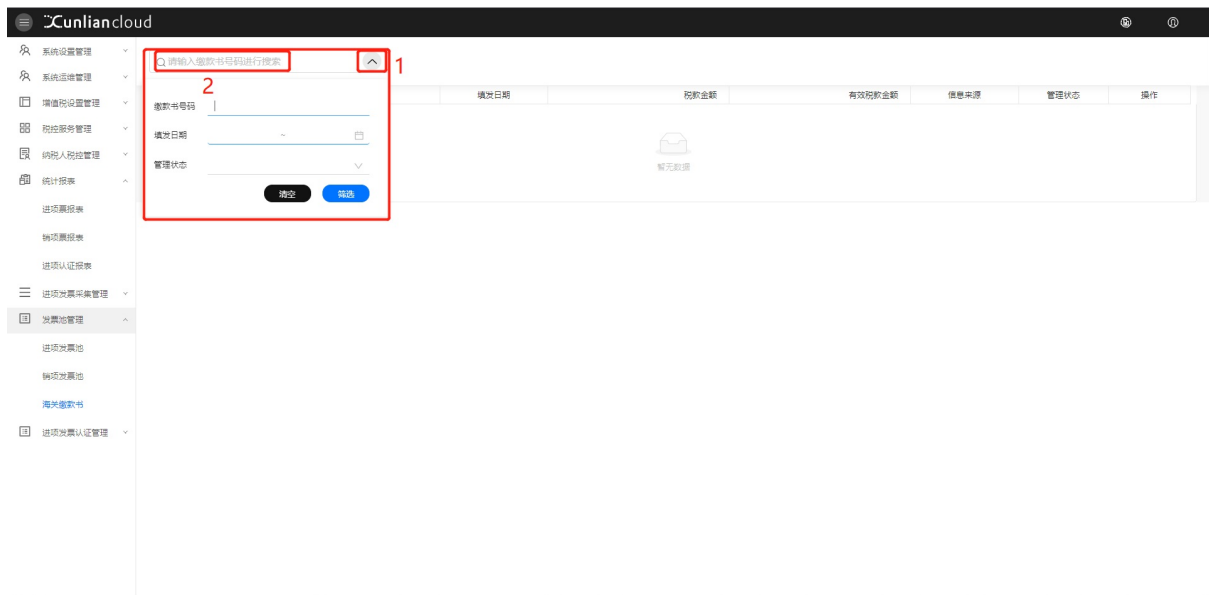 Cunlian cloud
系统设置管理
系统运维管理
增值税设置管理
税控服务管理
纳税人税控管理
统计报表
进项票报表
销项票报表
进项认证报表
进项发票采集管理
发票池管理
进项发票池
销项发票池
海关缴款书
进项发票认证管理
请输入缴款书号码进行搜索
1
2
缴款书号码
填发日期 ~
管理状态
清空 筛选
填发日期 税款金额 有效税款金额 信息来源 管理状态 操作
暂无数据